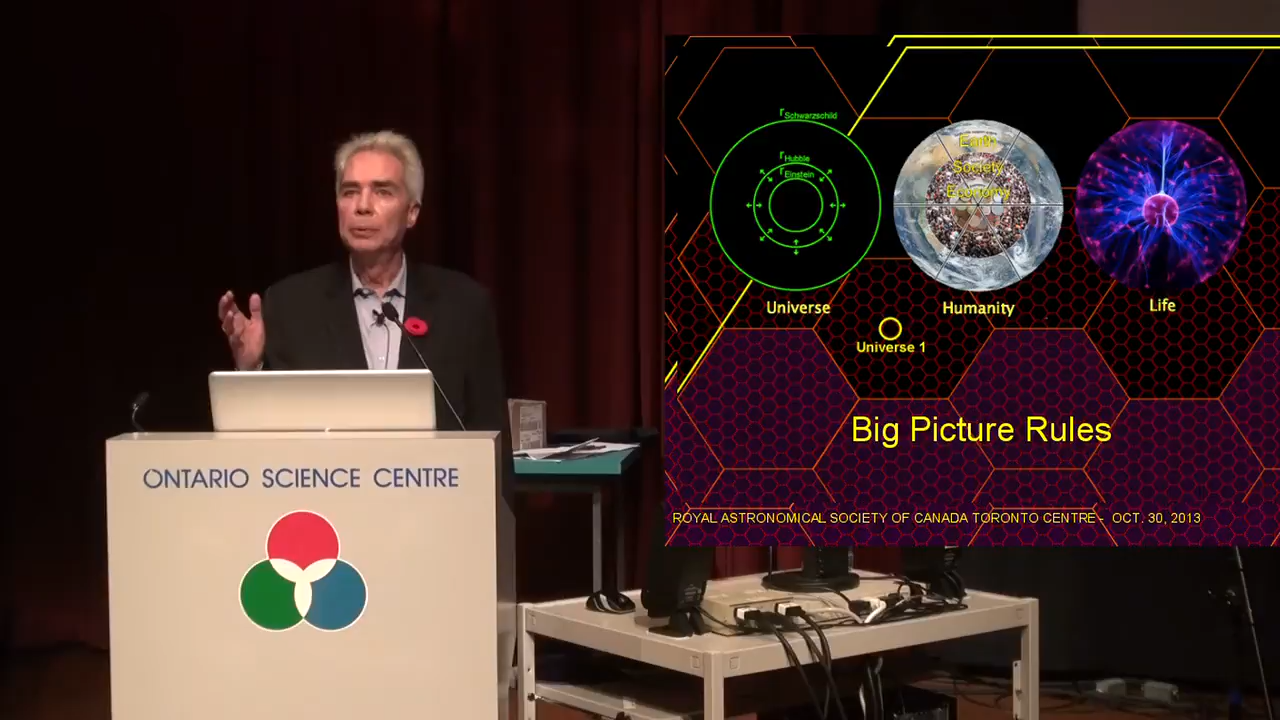 ONTARIO SCIENCE CENTRE
rSchwarzschild
rHubble
rEinstein
Earth
Society
Economy
Universe
Humanity
Life
Universe 1
Big Picture Rules
ROYAL ASTRONOMICAL SOCIETY OF CANADA TORONTO CENTRE - OCT. 30, 2013